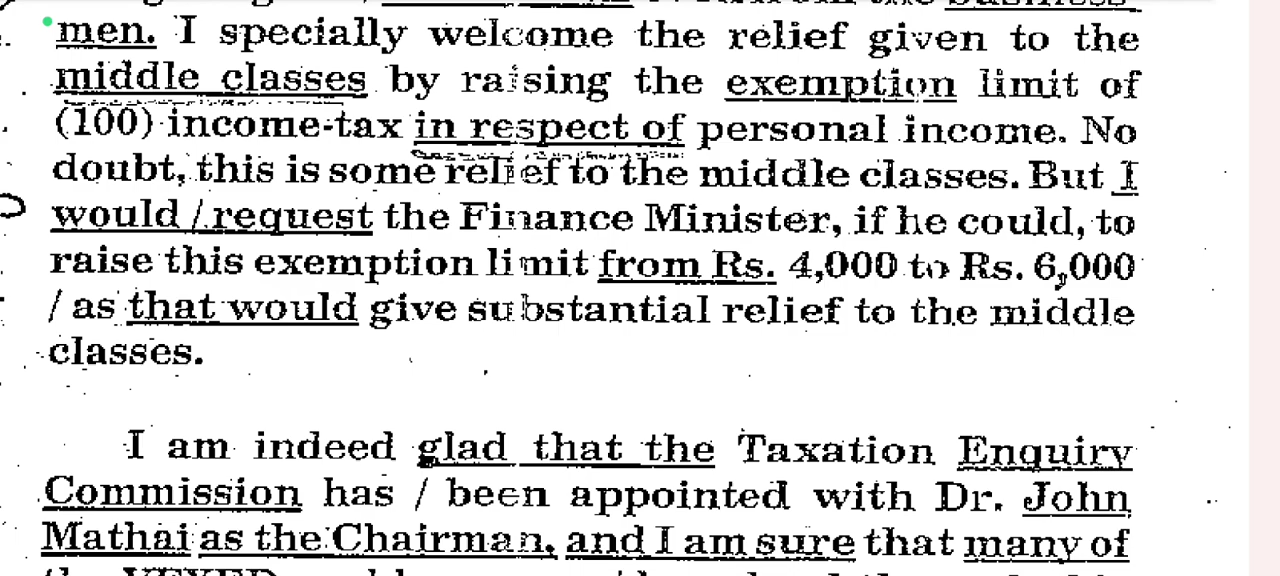 men. I specially welcome the relief given to the
middle classes by raising the exemption limit of
(100) income-tax in respect of personal income. No
doubt, this is some relief to the middle classes. But I
would / request the Finance Minister, if he could, to
raise this exemption limit from Rs. 4,000 to Rs. 6,000
/ as that would give substantial relief to the middle
classes.
I am indeed glad that the Taxation Enquiry
Commission has / been appointed with Dr. John
Mathai as the Chairman, and I am sure that many of